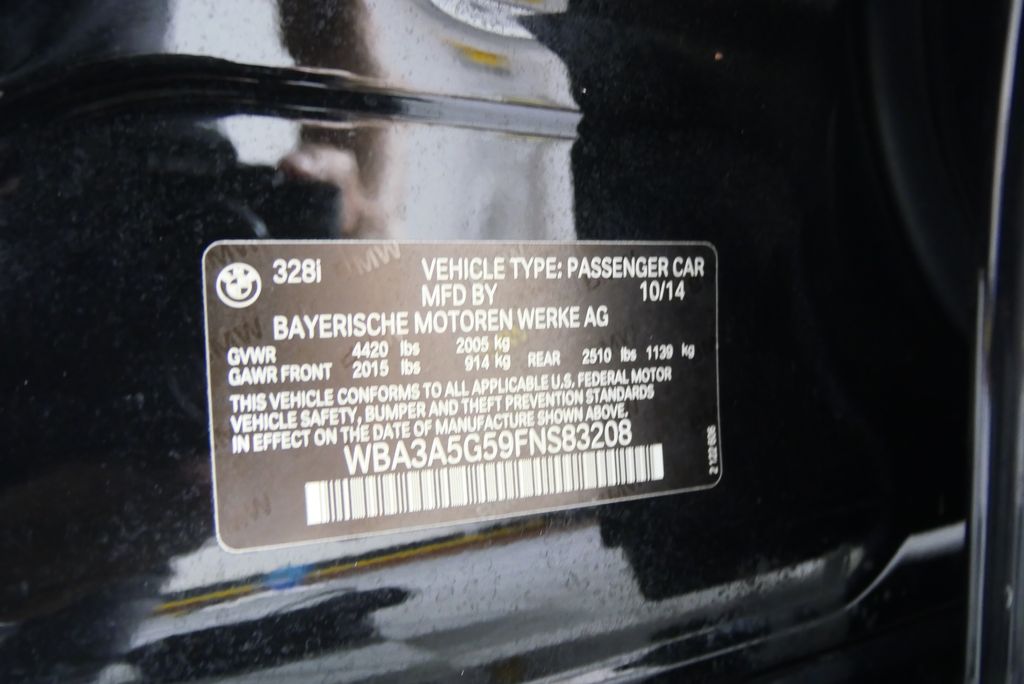 328i VEHICLE TYPE: PASSENGER CAR
MFD BY 10/14
BAYERISCHE MOTOREN WERKE AG
GVWR 4420 lbs 2005 kg
GAWR FRONT 2015 lbs 914 kg REAR 2510 lbs 1139 kg
THIS VEHICLE CONFORMS TO ALL APPLICABLE U.S. FEDERAL MOTOR
VEHICLE SAFETY, BUMPER AND THEFT PREVENTION STANDARDS
IN EFFECT ON THE DATE OF MANUFACTURE SHOWN ABOVE.
WBA3A5G59FNS83208